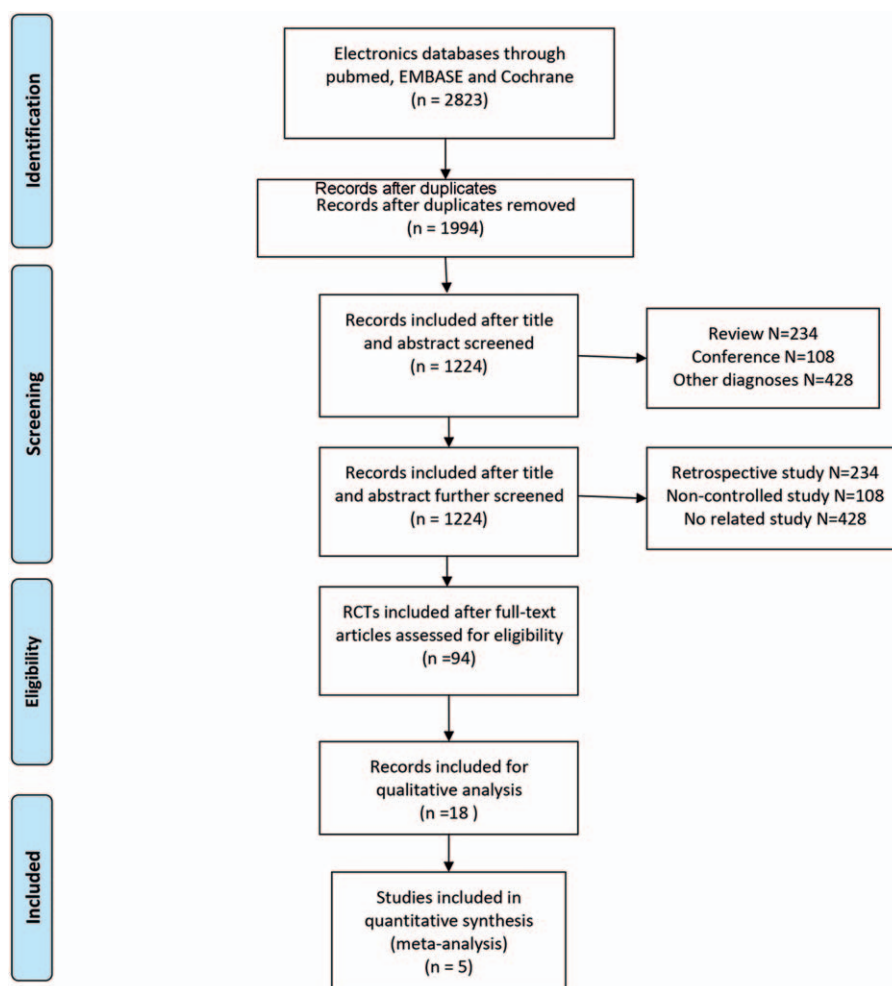 Identification
Electronics databases through
pubmed, EMBASE and Cochrane
(n = 2823)
Records after duplicates
Records after duplicates removed
(n = 1994)
Screening
Records included after title
and abstract screened
(n = 1224)
Review N=234
Conference N=108
Other diagnoses N=428
Records included after title
and abstract further screened
(n = 1224)
Retrospective study N=234
Non-controlled study N=108
No related study N=428
Eligibility
RCTs included after full-text
articles assessed for eligibility
(n =94)
Records included for
qualitative analysis
(n =18 )
Included
Studies included in
quantitative synthesis
(meta-analysis)
(n = 5)